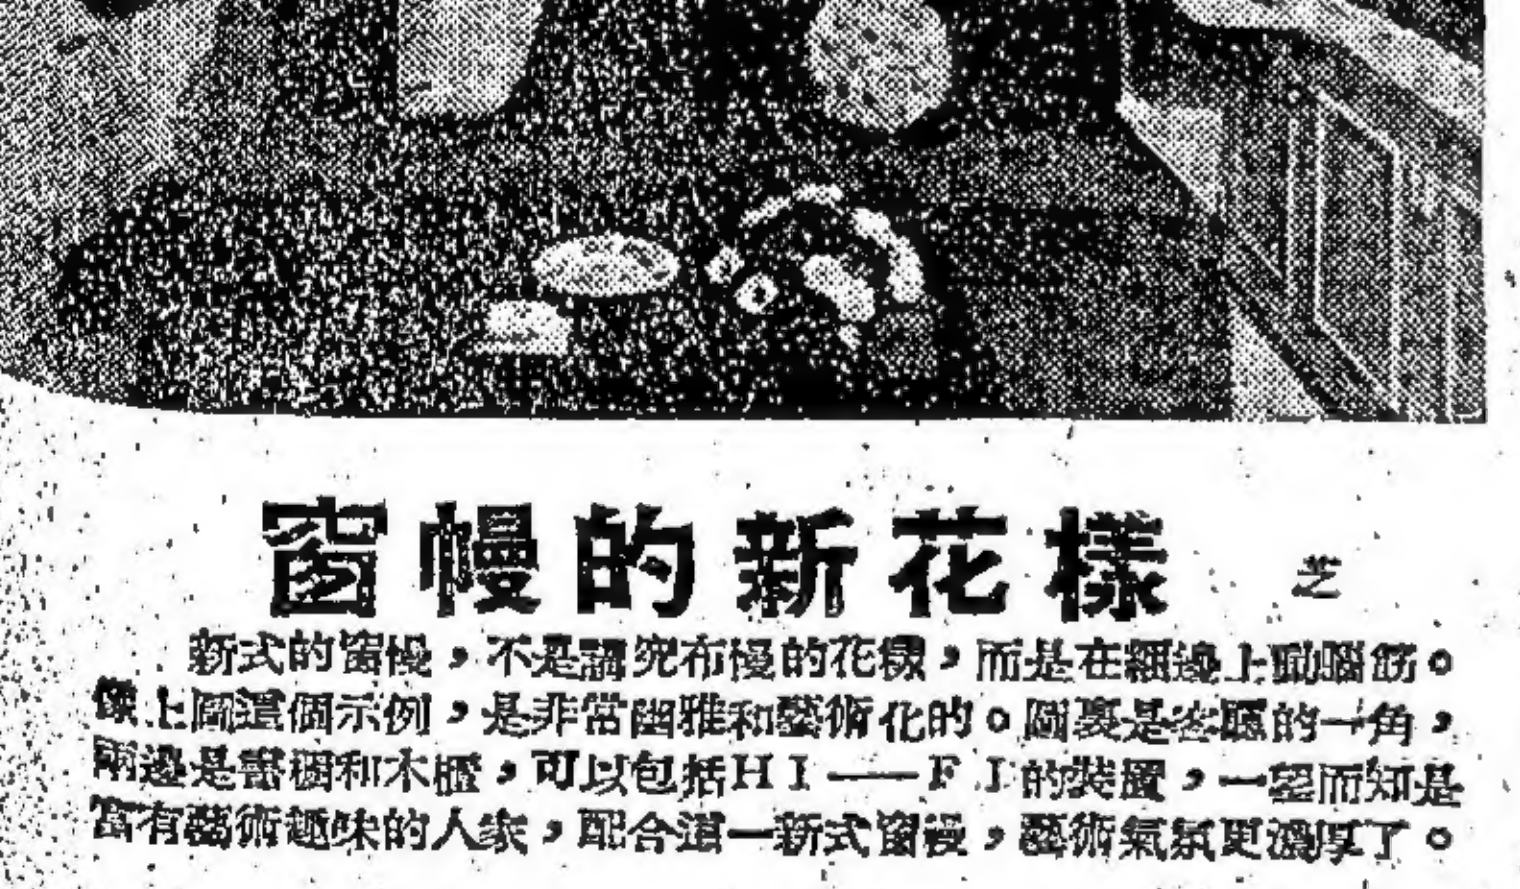 窗幔的新花樣 芝
新式的窗幔，不是講究布幔的花樣，而是在細邊上動腦筋。
像上圖這個示例，是非常幽雅和藝術化的。圖裏是客廳的一角，
兩邊是書櫥和木櫃，可以包括HI——FI的裝置，一望而知是
富有藝術趣味的人家，配合這一新式窗幔，藝術氣氛更濃厚了。